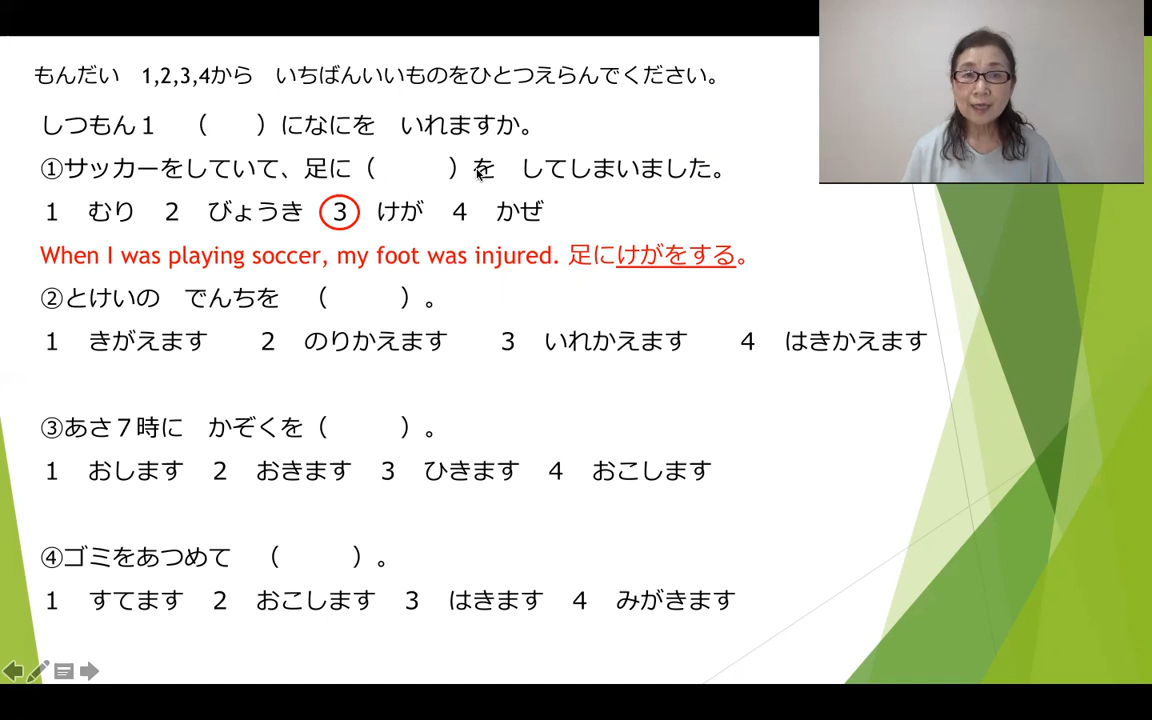 もんだい　1,2,3,4から　いちばんいいものをひとつえらんでください。
しつもん１　（　　）になにを　いれますか。
①サッカーをしていて、足に（　　　）を　してしまいました。
１　むり　２　びょうき　３　けが　４　かぜ
When I was playing soccer, my foot was injured. 足にけがをする。
②とけいの　でんちを　（　　　）。
１　きがえます　　２　のりかえます　　３　いれかえます　　４　はきかえます
③あさ７時に　かぞくを（　　　）。
１　おします　２　おきます　３　ひきます　４　おこします
④ゴミをあつめて　（　　　）。
１　すてます　２　おこします　３　はきます　４　みがきます